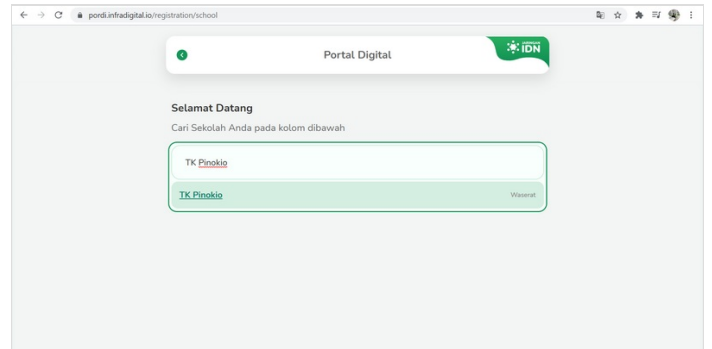 pordi.infradigital.io/registration/school
Portal Digital
IDN
Selamat Datang
Cari Sekolah Anda pada kolom dibawah
TK Pinokio
TK Pinokio Waserat